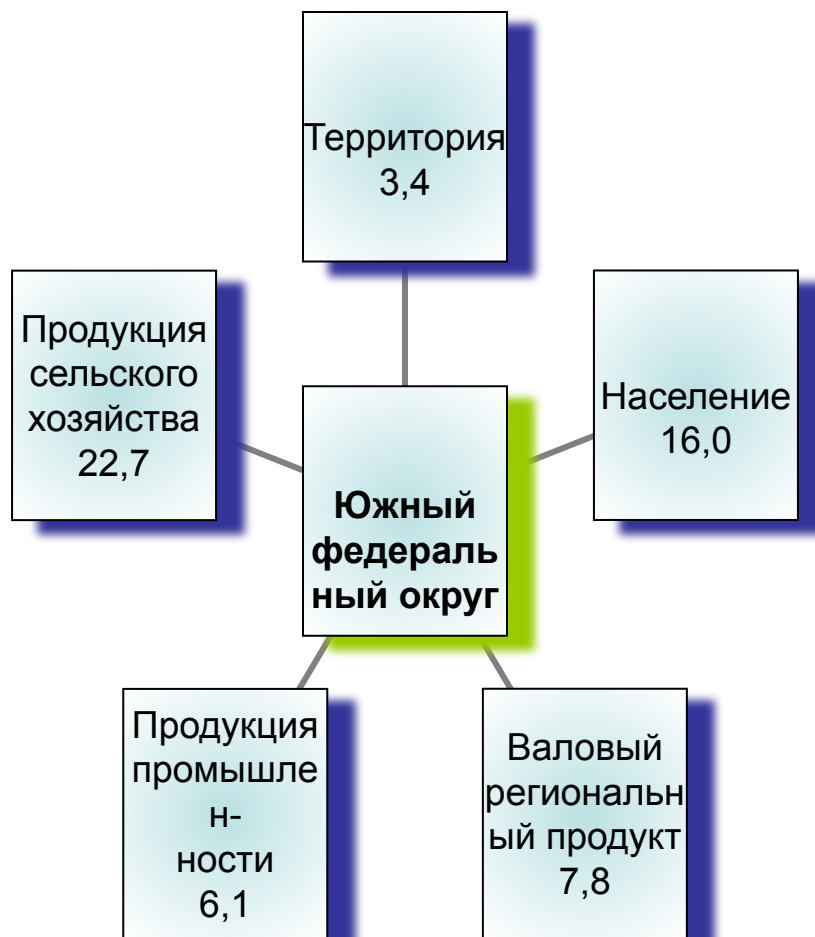 Территория
3,4
Продукция
сельского
хозяйства
22,7
Население
16,0
Южный
федераль
ный округ
Продукция
промышле
н-
ности
6,1
Валовый
региональн
ый продукт
7,8